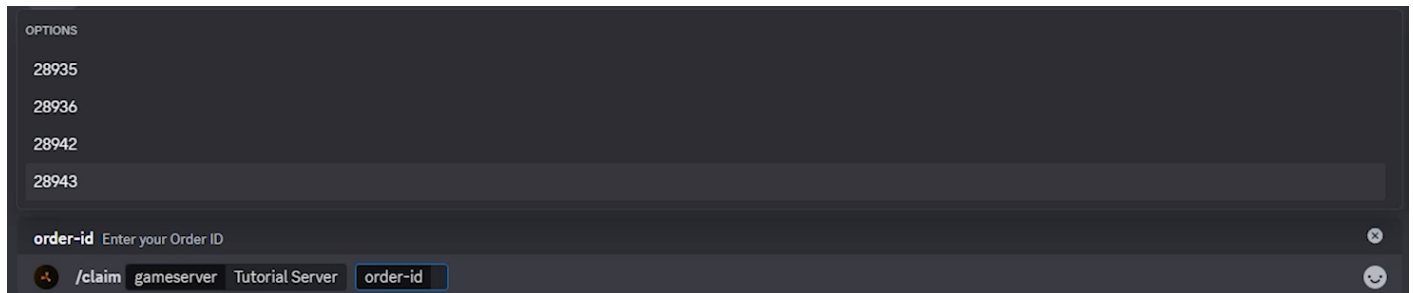 OPTIONS
28935
28936
28942
28943
order-id Enter your Order ID
/claim gameserver Tutorial Server order-id